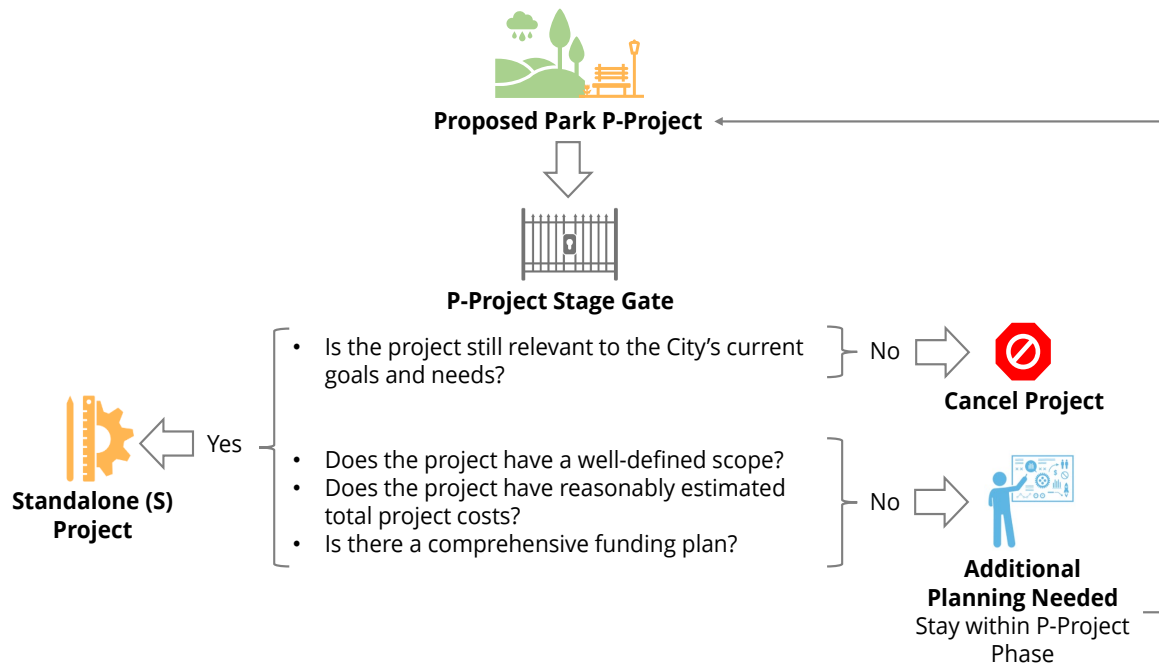 Proposed Park P-Project
P-Project Stage Gate
• Is the project still relevant to the City's current
goals and needs?
No
Cancel Project
Yes
Standalone (S)
Project
• Does the project have a well-defined scope?
• Does the project have reasonably estimated
total project costs?
• Is there a comprehensive funding plan?
No
Additional
Planning Needed
Stay within P-Project
Phase